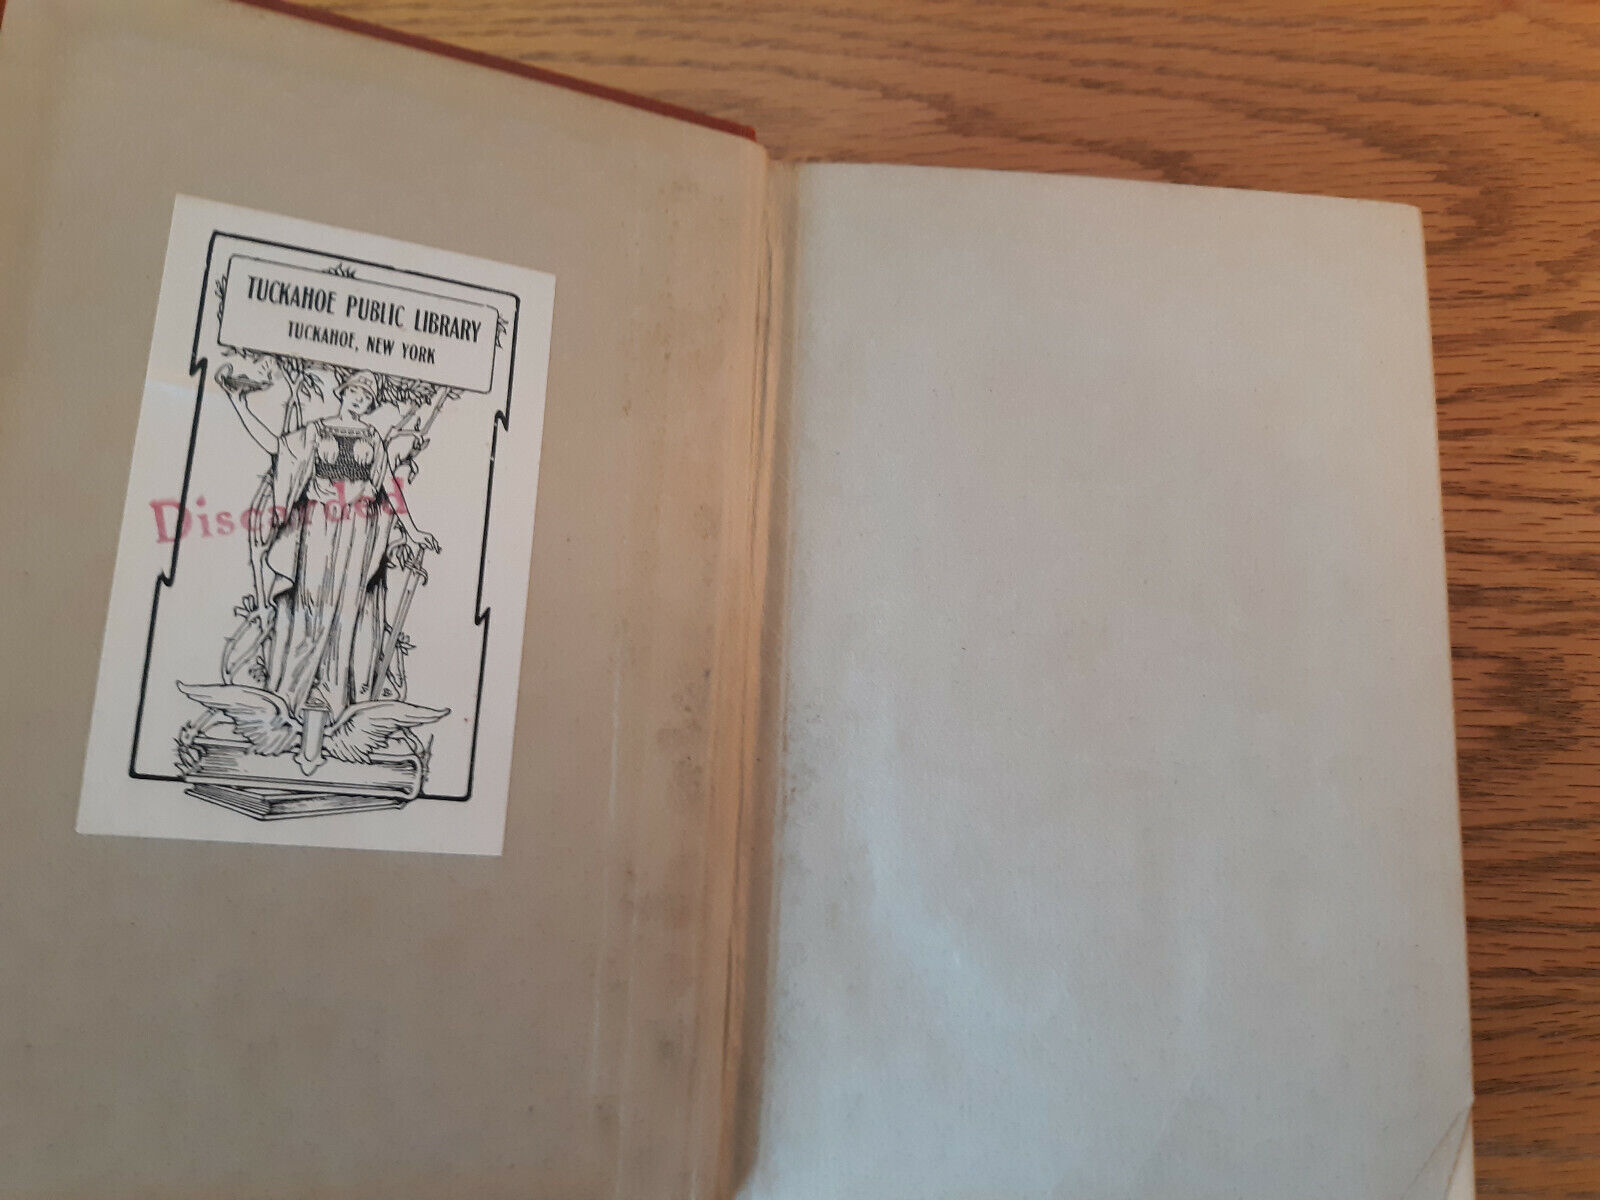 TUCKAHOE PUBLIC LIBRARY
TUCKAHOE, NEW YORK
Discarded